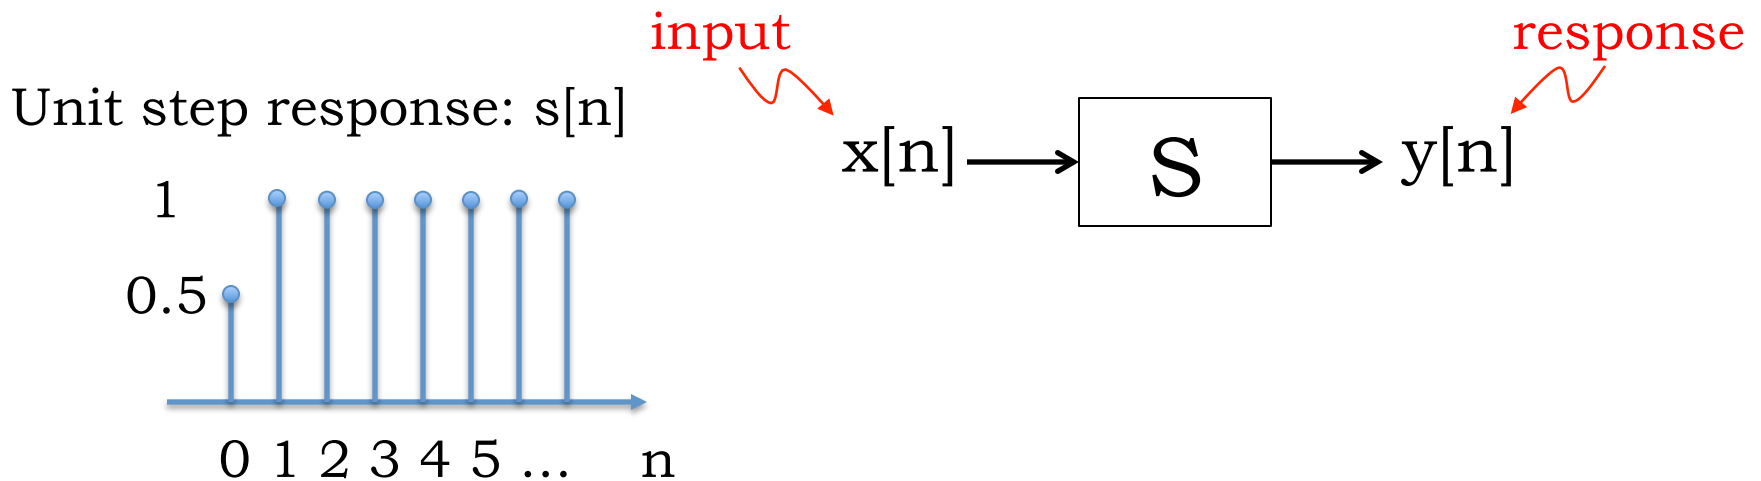 input
response
Unit step response: s[n]
x[n]
S
y[n]
1
0.5
0 1 2 3 4 5 … n